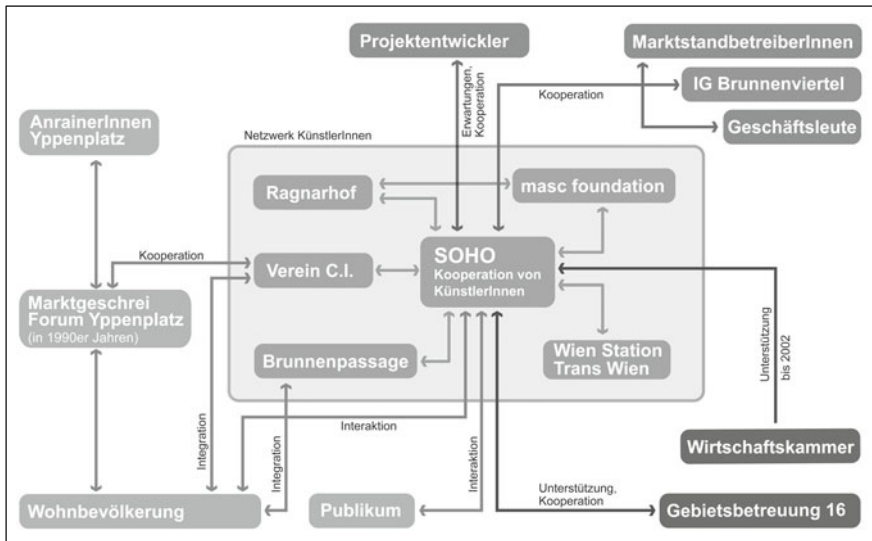 Projektentwickler
MarktstandbetreiberInnen
IG Brunnenviertel
Geschäftsleute
Kooperation
Erwartungen,
Kooperation
AnrainerInnen
Yppenplatz
Netzwerk KünstlerInnen
Ragnarhof
masc foundation
Kooperation
Verein C.I.
SOHO
Kooperation von
KünstlerInnen
Marktgeschrei
Forum Yppenplatz
(in 1990er Jahren)
Brunnenpassage
Wien Station
Trans Wien
Unterstützung
bis 2002
Integration
Integration
Interaktion
Interaktion
Wirtschaftskammer
Wohnbevölkerung
Publikum
Unterstützung,
Kooperation
Gebietsbetreuung 16